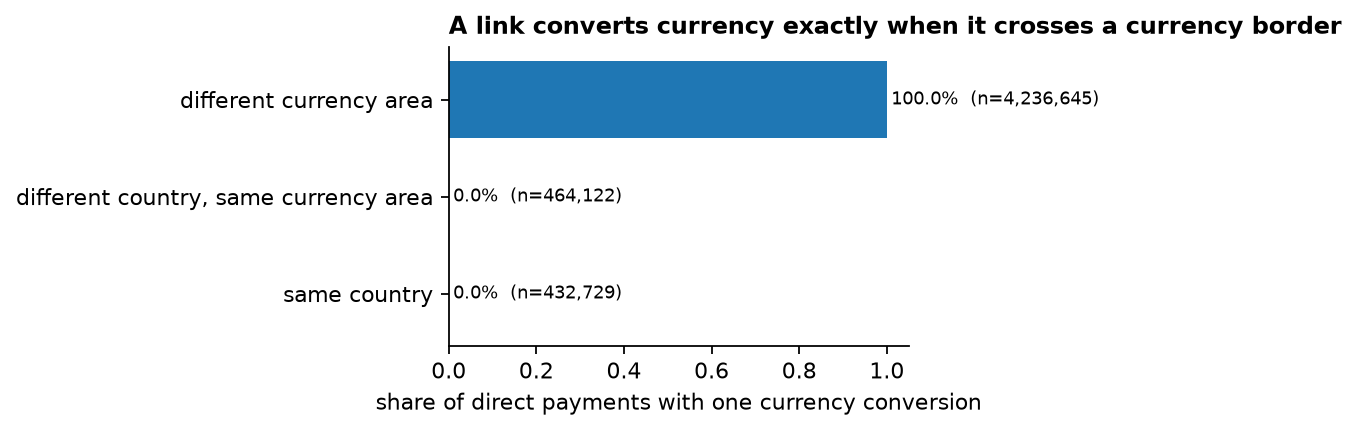 A link converts currency exactly when it crosses a currency border
different currency area
100.0%  (n=4,236,645)
different country, same currency area
0.0%  (n=464,122)
same country
0.0%  (n=432,729)
0.0 0.2 0.4 0.6 0.8 1.0
share of direct payments with one currency conversion